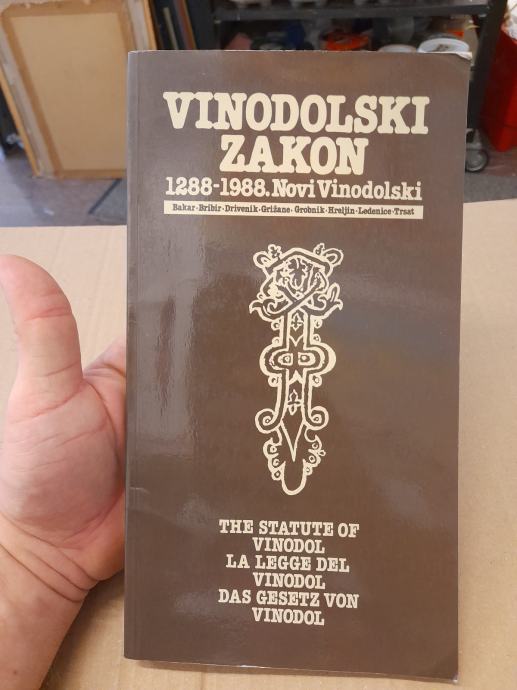 VINODOLSKI
ZAKON
1288-1988. Novi Vinodolski
Bakar·Bribir·Drivenik·Grižane·Grobnik·Hreljin·Ledenice·Trsat
THE STATUTE OF
VINODOL
LA LEGGE DEL
VINODOL
DAS GESETZ VON
VINODOL